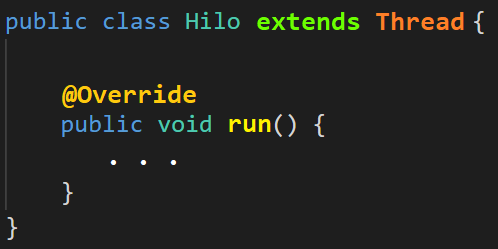 public class Hilo extends Thread {
@Override
public void run() {
. . .
}
}